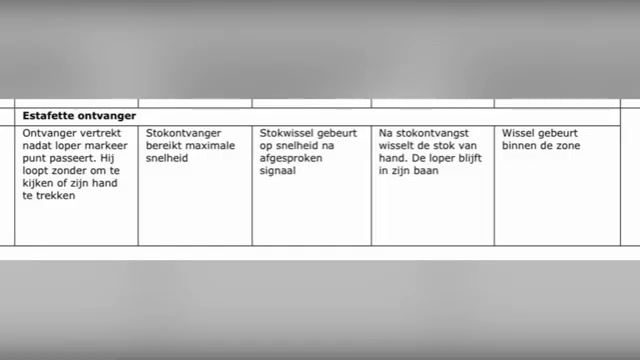 Estafette ontvanger
Ontvanger vertrekt
nadat loper markeer
punt passeert. Hij
loopt zonder om te
kijken of zijn hand
te trekken
Stokontvanger
bereikt maximale
snelheid
Stokwissel gebeurt
op snelheid na
afgesproken
signaal
Na stokontvangst
wisselt de stok van
hand. De loper blijft
in zijn baan
Wissel gebeurt
binnen de zone